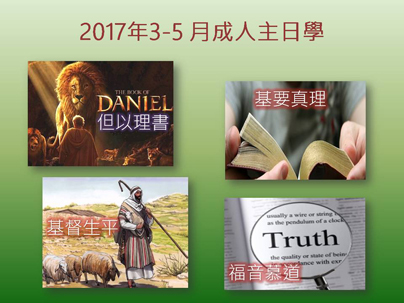 2017年3-5 月成人主日學
THE BOOK OF
DANIEL
但以理書
基要真理
基督生平
usually a wire or string
as the pendulum of a clock
Truth
the quality or state of being
福音慕道